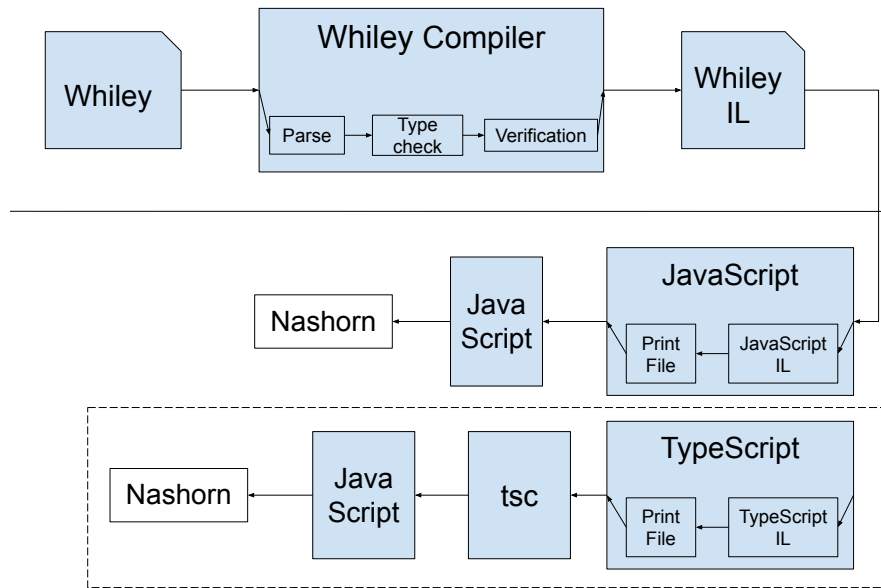 Whiley Compiler
Whiley
Parse
Type
check
Verification
Whiley
IL
JavaScript
Nashorn
Java
Script
Print
File
JavaScript
IL
TypeScript
Nashorn
Java
Script
tsc
Print
File
TypeScript
IL